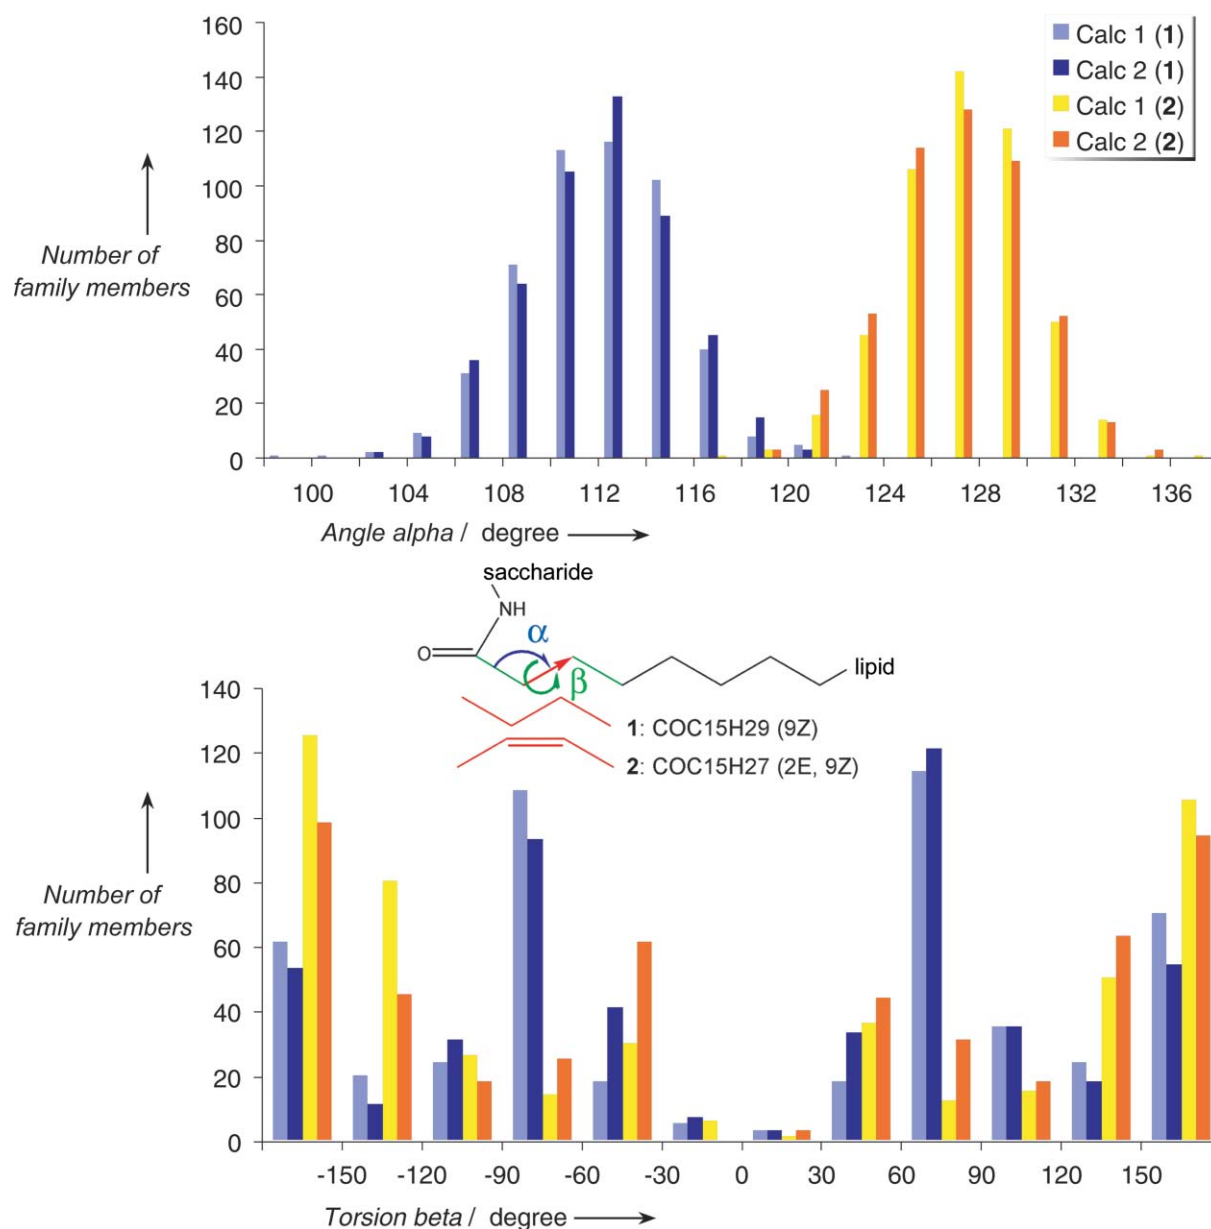 160
140
120
100
80
60
40
20
0
Calc 1 (1)
Calc 2 (1)
Calc 1 (2)
Calc 2 (2)
Number of
family members
100 104 108 112 116 120 124 128 132 136
Angle alpha / degree
saccharide
NH
O
α
β
lipid
1: COC15H29 (9Z)
2: COC15H27 (2E, 9Z)
140
120
100
80
60
40
20
0
Number of
family members
-150 -120 -90 -60 -30 0 30 60 90 120 150
Torsion beta / degree